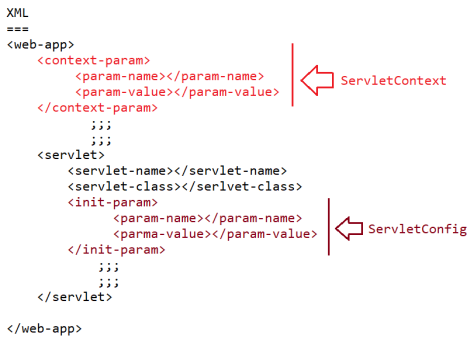 XML
===
<web-app>
<context-param>
<param-name></param-name>
<param-value></param-value>
</context-param>
ServletContext
;;;
;;;
<servlet>
<servlet-name></servlet-name>
<servlet-class></serlvet-class>
<init-param>
<param-name></param-name>
<parma-value></param-value>
</init-param>
ServletConfig
;;;
;;;
</servlet>
</web-app>